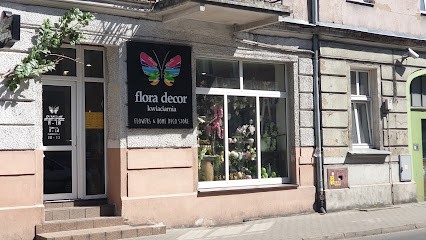 flora decor
kwiaciarnia
FLOWERS & HOME DECO STORE